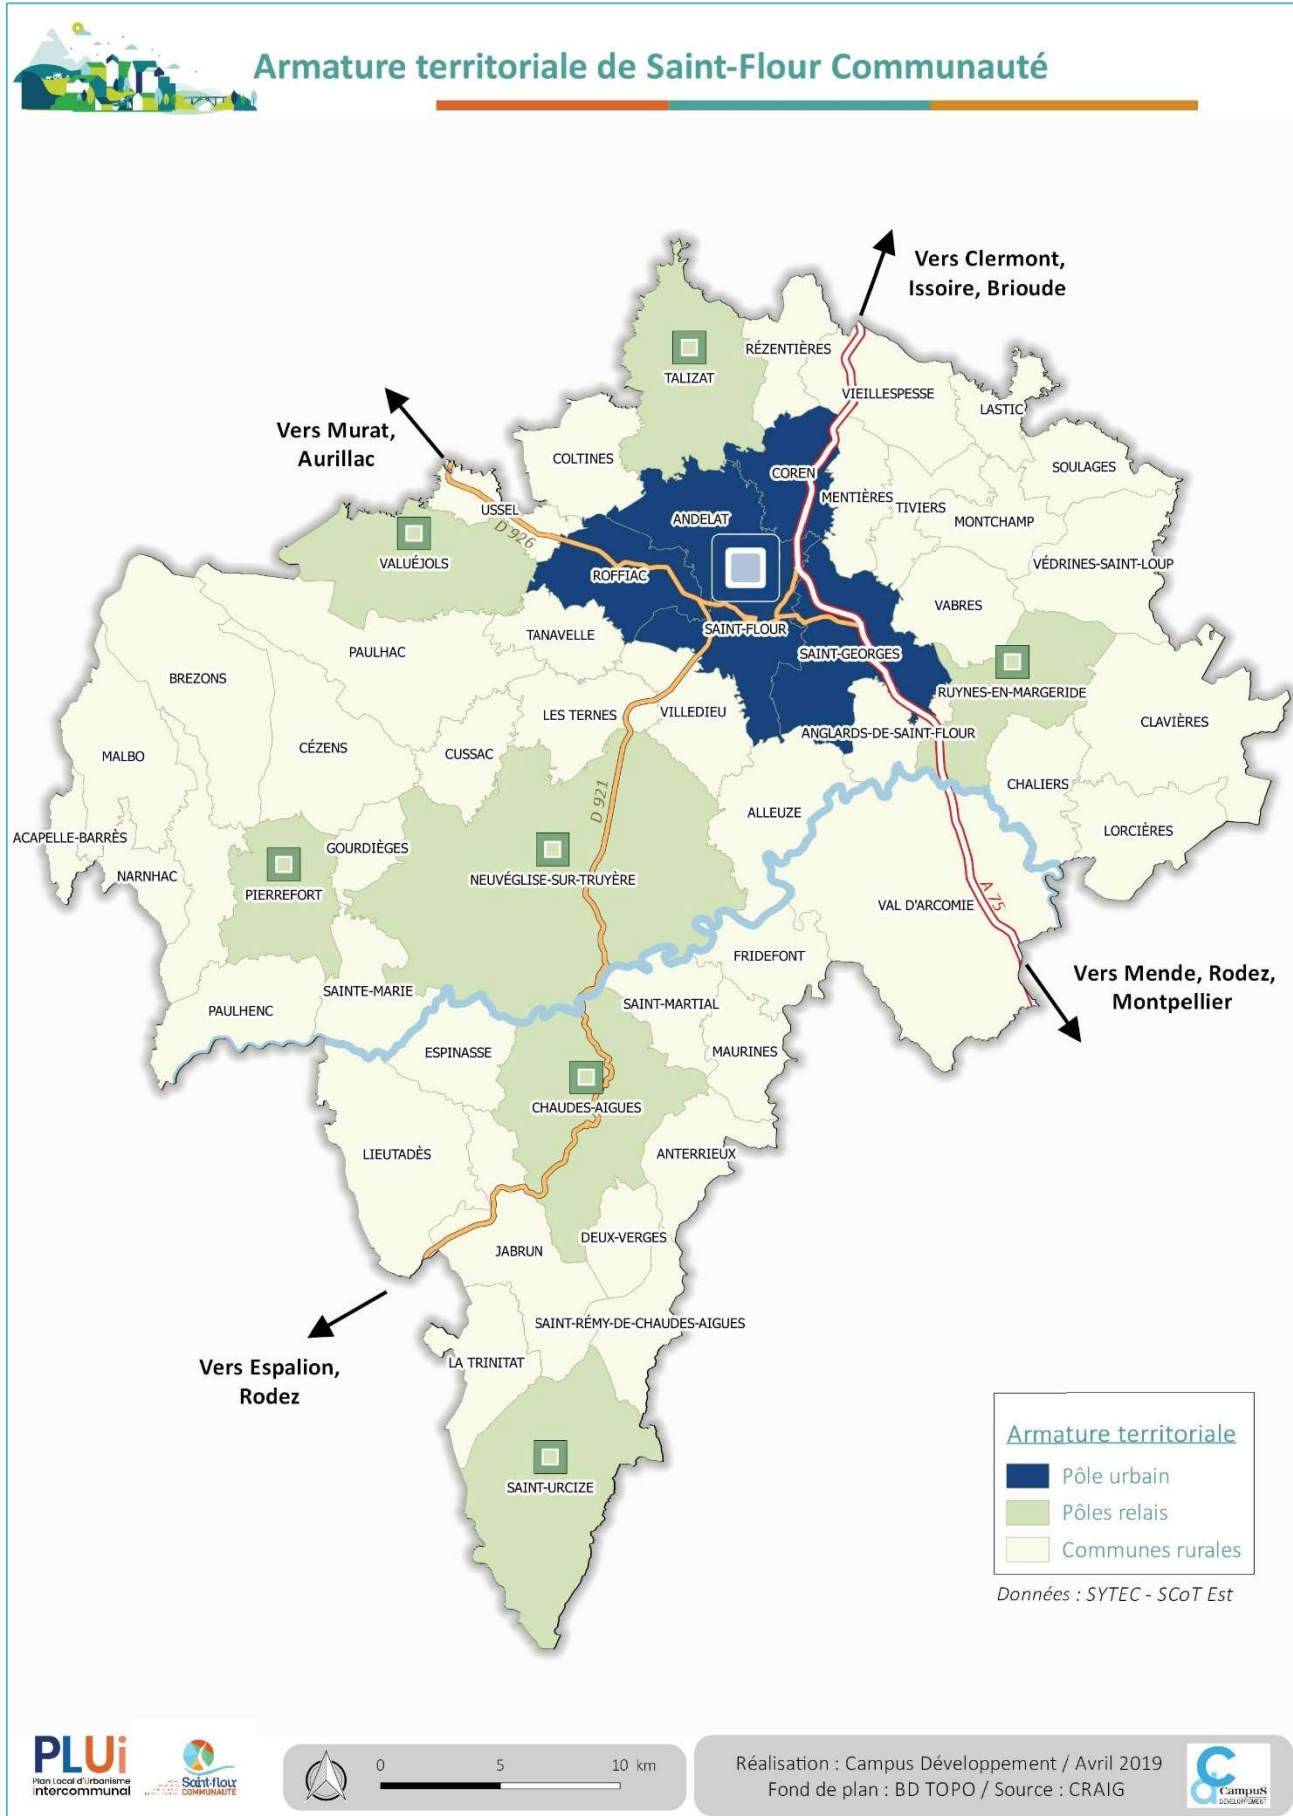 Armature territoriale de Saint-Flour Communauté
Vers Clermont,
Issoire, Brioude
RÉZENTIÈRES
TALIZAT
VIEILLESPESSE
LASTIC
Vers Murat,
Aurillac
COLTINES
COREN
SOULAGES
MENTIÈRES
TIVIERS
USSEL
ANDELAT
MONTCHAMP
D 926
VALUÉJOLS
ROFFIAC
VÉDRINES-SAINT-LOUP
VABRES
SAINT-FLOUR
TANAVELLE
PAULHAC
SAINT-GEORGES
BREZONS
RUYNES-EN-MARGERIDE
LES TERNES
VILLEDIEU
CLAVIÈRES
ANGLARDS-DE-SAINT-FLOUR
CÉZENS
CUSSAC
MALBO
CHALIERS
D 921
ALLEUZE
LORCIÈRES
ACAPELLE-BARRÈS
GOURDIÈGES
NARNHAC
NEUVÉGLISE-SUR-TRUYÈRE
PIERREFORT
A 75
VAL D'ARCOMIE
FRIDEFONT
Vers Mende, Rodez,
Montpellier
SAINTE-MARIE
SAINT-MARTIAL
PAULHENC
ESPINASSE
MAURINES
CHAUDES-AIGUES
LIEUTADÈS
ANTERRIEUX
DEUX-VERGES
JABRUN
SAINT-RÉMY-DE-CHAUDES-AIGUES
LA TRINITAT
Vers Espalion,
Rodez
SAINT-URCIZE
Armature territoriale
Pôle urbain
Pôles relais
Communes rurales
Données : SYTEC - SCoT Est
PLUi
Plan Local d'Urbanisme
intercommunal
Saint-flour
COMMUNAUTÉ
0 5 10 km
Réalisation : Campus Développement / Avril 2019
Fond de plan : BD TOPO / Source : CRAIG
CampuS
DÉVELOPPEMENT